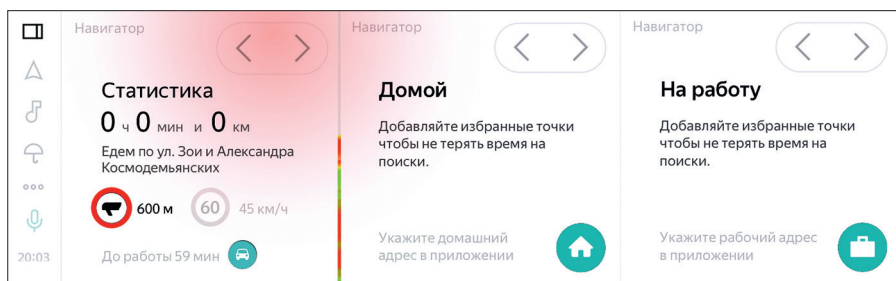 Навигатор
Статистика
0 ч 0 мин и 0 км
Едем по ул. Зои и Александра
Космодемьянских
600 м
60
45 км/ч
До работы 59 мин
20:03
Навигатор
Домой
Добавляйте избранные точки
чтобы не терять время на
поиски.
Укажите домашний
адрес в приложении
Навигатор
На работу
Добавляйте избранные точки
чтобы не терять время на
поиски.
Укажите рабочий адрес
в приложении